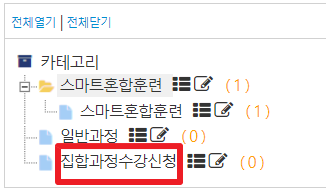 전체열기 | 전체닫기
카테고리
스마트혼합훈련 ( 1 )
스마트혼합훈련 ( 1 )
일반과정 ( 0 )
집합과정수강신청 ( 0 )